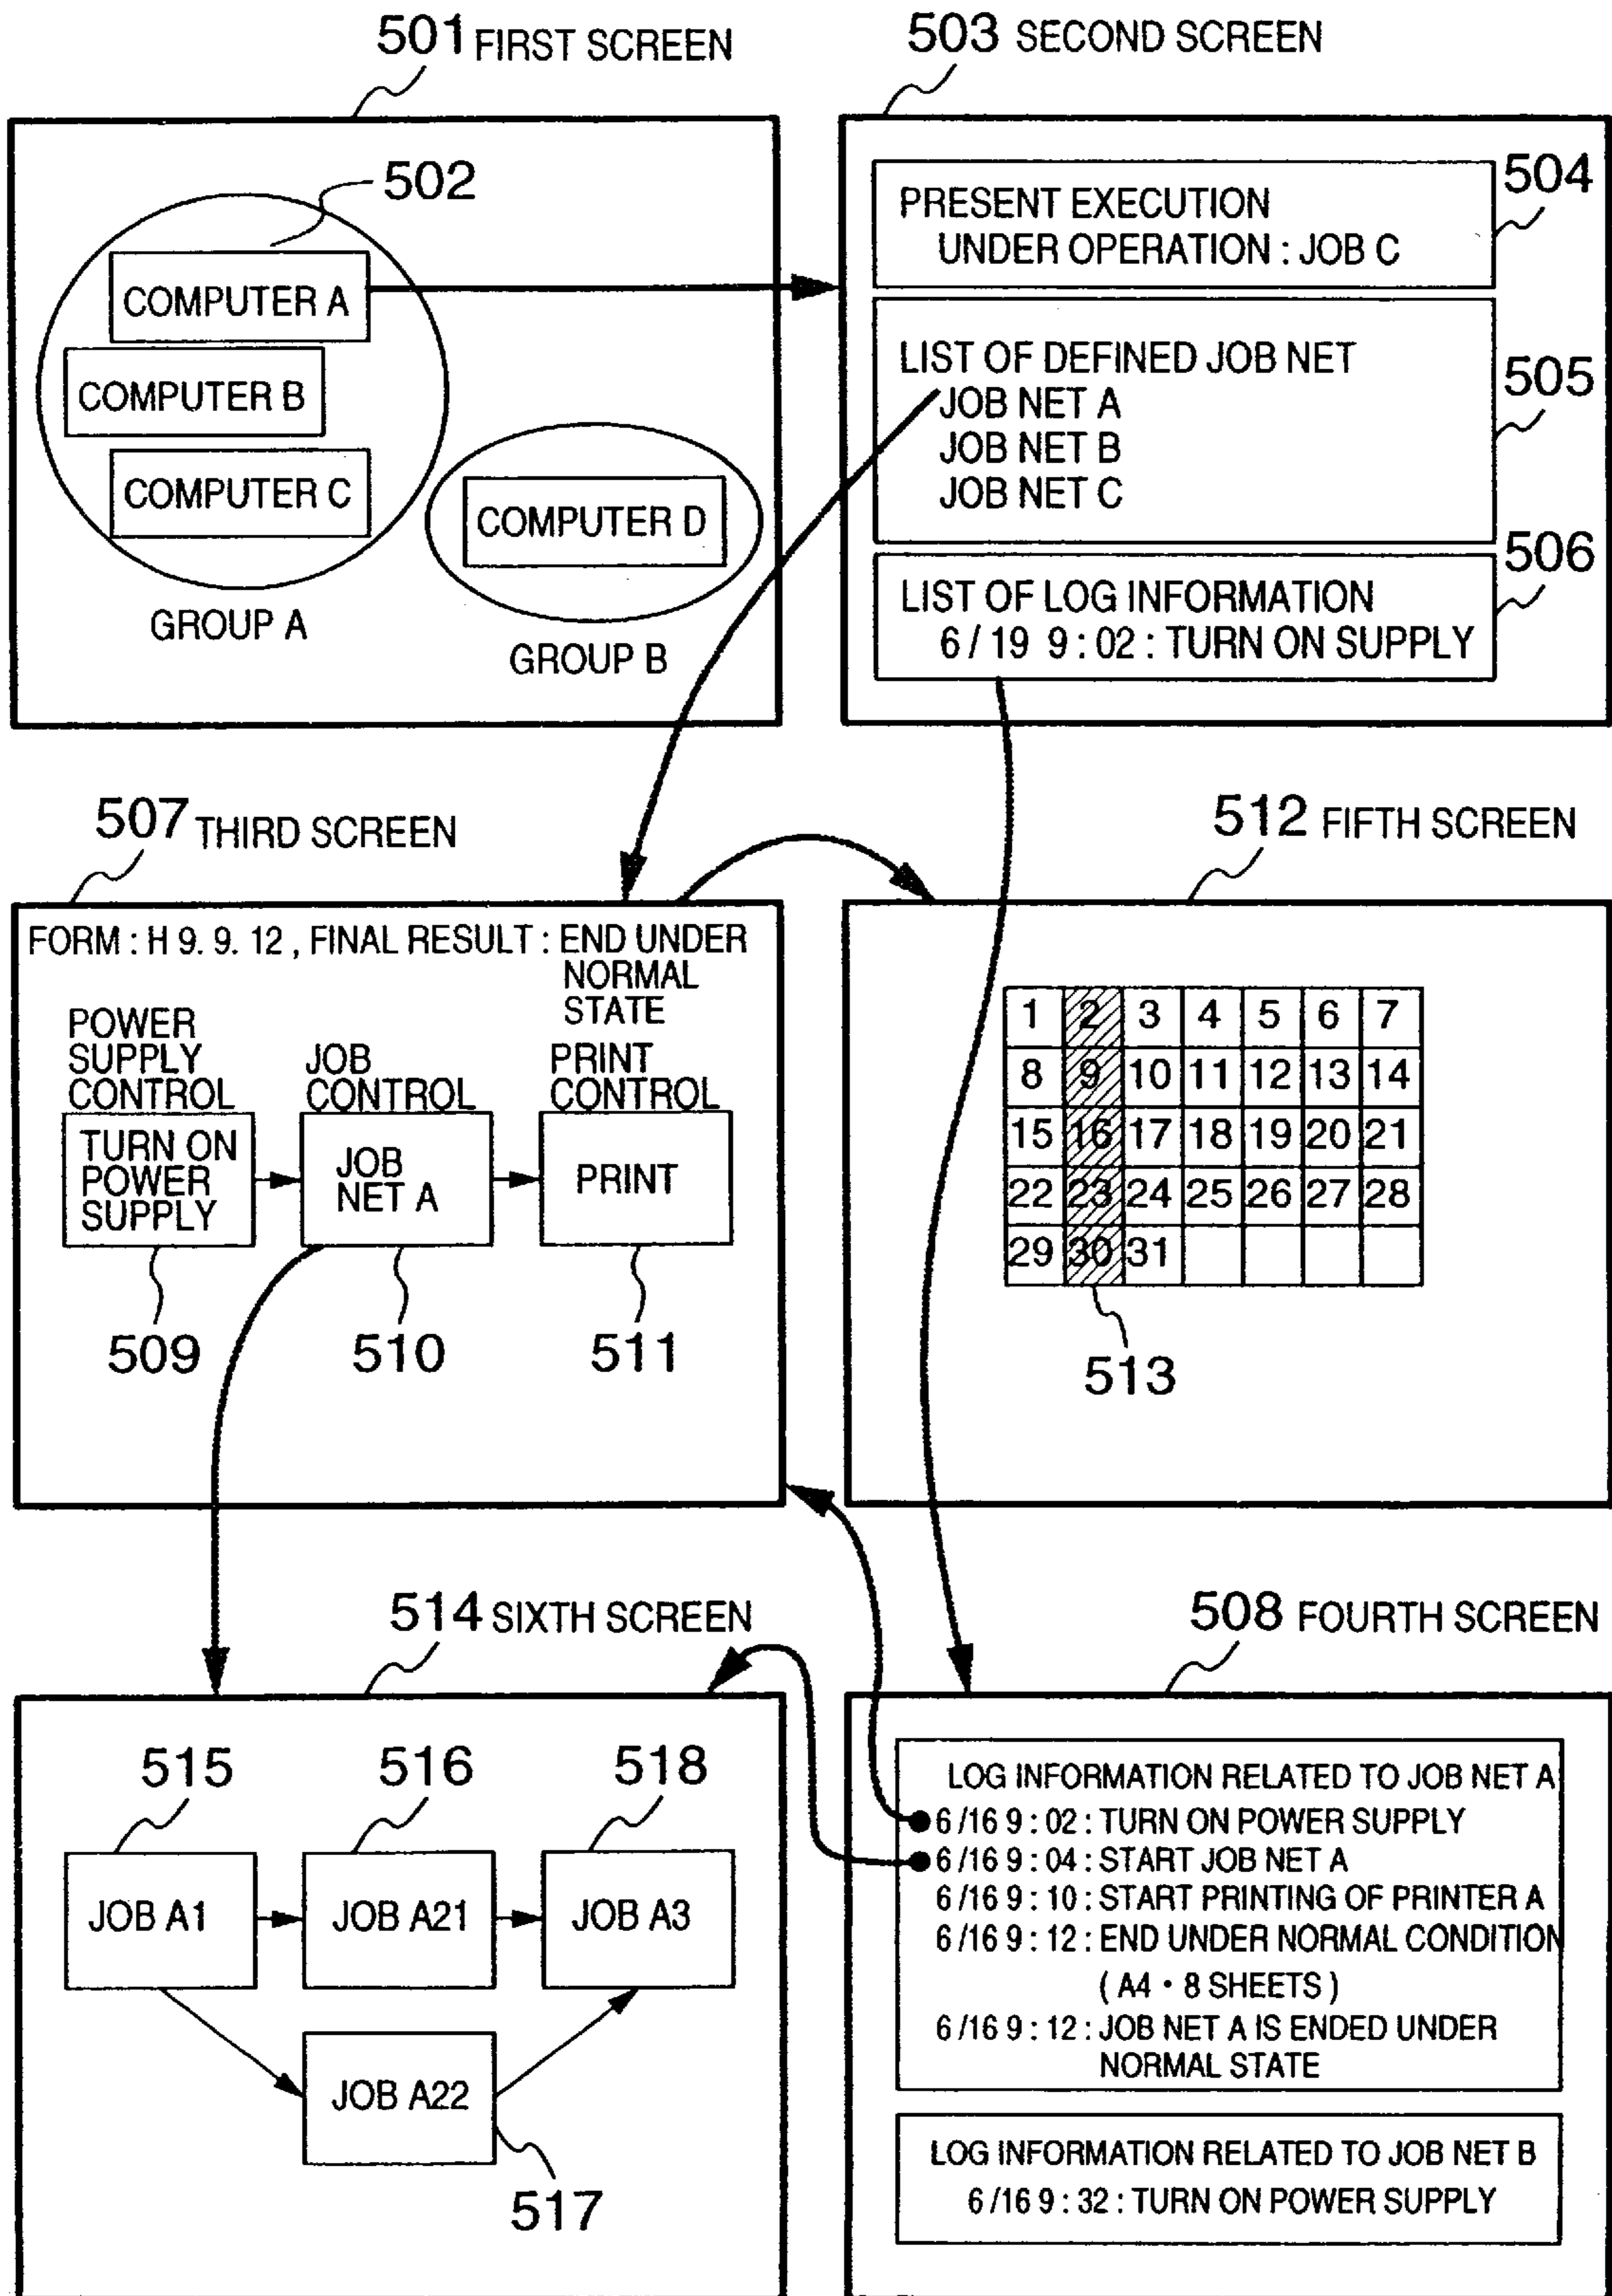 501 FIRST SCREEN
502
COMPUTER A
COMPUTER B
COMPUTER C
COMPUTER D
GROUP A
GROUP B
503 SECOND SCREEN
504
PRESENT EXECUTION
UNDER OPERATION : JOB C
505
LIST OF DEFINED JOB NET
JOB NET A
JOB NET B
JOB NET C
506
LIST OF LOG INFORMATION
6 / 19 9 : 02 : TURN ON SUPPLY
507 THIRD SCREEN
FORM : H 9. 9. 12 , FINAL RESULT : END UNDER
NORMAL
STATE
POWER
SUPPLY
CONTROL
JOB
CONTROL
PRINT
CONTROL
TURN ON
POWER
SUPPLY
JOB
NET A
PRINT
509
510
511
512 FIFTH SCREEN
1 2 3 4 5 6 7
8 9 10 11 12 13 14
15 16 17 18 19 20 21
22 23 24 25 26 27 28
29 30 31
513
514 SIXTH SCREEN
515
516
518
JOB A1
JOB A21
JOB A3
JOB A22
517
508 FOURTH SCREEN
LOG INFORMATION RELATED TO JOB NET A
6 /16 9 : 02 : TURN ON POWER SUPPLY
6 /16 9 : 04 : START JOB NET A
6 /16 9 : 10 : START PRINTING OF PRINTER A
6 /16 9 : 12 : END UNDER NORMAL CONDITION
( A4 · 8 SHEETS )
6 /16 9 : 12 : JOB NET A IS ENDED UNDER
NORMAL STATE
LOG INFORMATION RELATED TO JOB NET B
6 /16 9 : 32 : TURN ON POWER SUPPLY